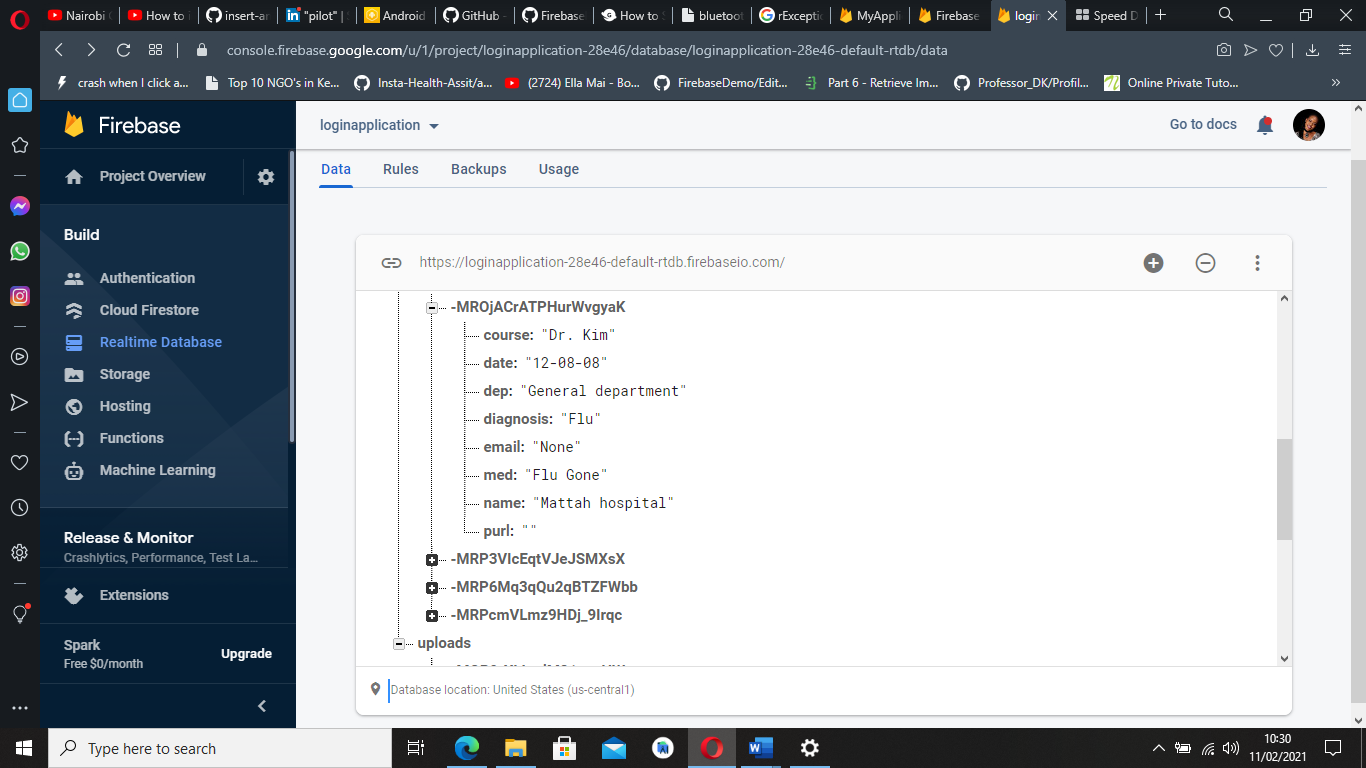 Nairobi
How to i
insert-ar
"pilot" |
Android
GitHub -
Firebase
How to S
bluetoot
rExceptio
MyAppli
Firebase
login
Speed D
console.firebase.google.com/u/1/project/loginapplication-28e46/database/loginapplication-28e46-default-rtdb/data
crash when I click a...
Top 10 NGO's in Ke...
Insta-Health-Assit/a...
(2724) Ella Mai - Bo...
FirebaseDemo/Edit...
Part 6 - Retrieve Im...
Professor_DK/Profil...
Online Private Tuto...
»
Firebase
loginapplication
Go to docs
Project Overview
Data
Rules
Backups
Usage
Build
Authentication
Cloud Firestore
Realtime Database
Storage
Hosting
Functions
Machine Learning
Release & Monitor
Crashlytics, Performance, Test La...
Extensions
Spark
Free $0/month
Upgrade
https://loginapplication-28e46-default-rtdb.firebaseio.com/
-MROjACrATPHurWvgyaK
course: "Dr. Kim"
date: "12-08-08"
dep: "General department"
diagnosis: "Flu"
email: "None"
med: "Flu Gone"
name: "Mattah hospital"
purl: ""
-MRP3VIcEqtVJeJSMXsX
-MRP6Mq3qQu2qBTZFWbb
-MRPcmVLmz9HDj_9Irqc
uploads
Database location: United States (us-central1)
Type here to search
10:30
11/02/2021